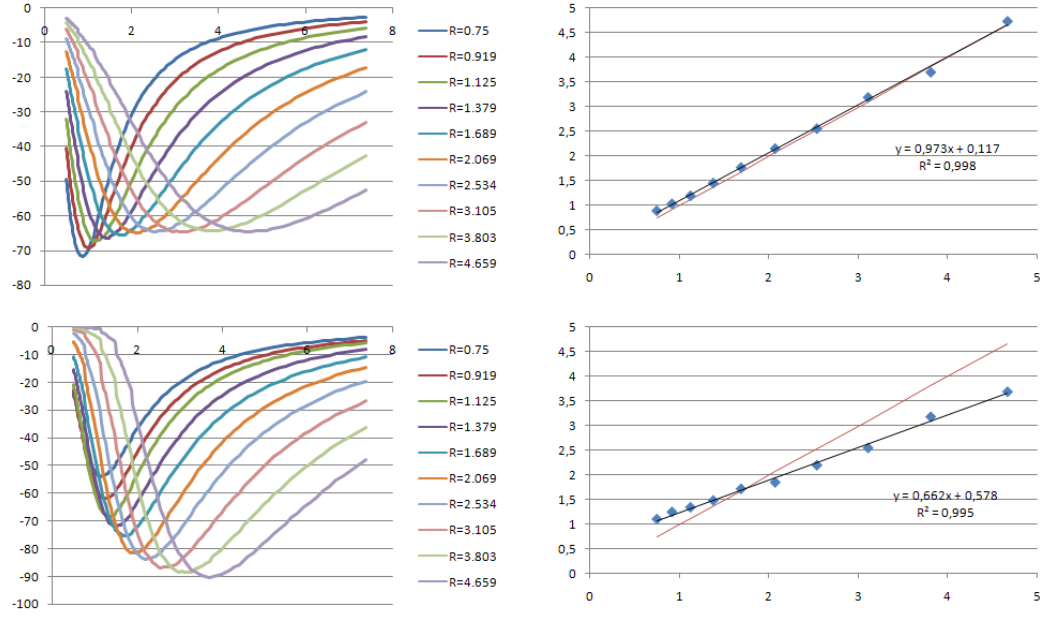 0
-10
-20
-30
-40
-50
-60
-70
-80
0 2 4 6 8
R=0.75
R=0.919
R=1.125
R=1.379
R=1.689
R=2.069
R=2.534
R=3.105
R=3.803
R=4.659
5
4,5
4
3,5
3
2,5
2
1,5
1
0,5
0
0 1 2 3 4 5
y = 0,973x + 0,117
R² = 0,998
0
-10
-20
-30
-40
-50
-60
-70
-80
-90
-100
0 2 4 6 8
R=0.75
R=0.919
R=1.125
R=1.379
R=1.689
R=2.069
R=2.534
R=3.105
R=3.803
R=4.659
5
4,5
4
3,5
3
2,5
2
1,5
1
0,5
0
0 1 2 3 4 5
y = 0,662x + 0,578
R² = 0,995